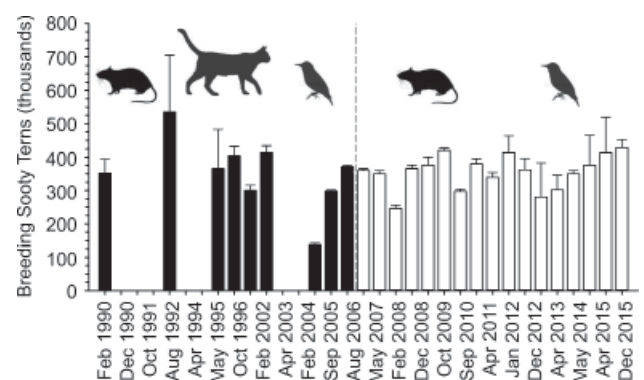 Breeding Sooty Terns (thousands)
800
700
600
500
400
300
200
100
0
Feb 1990
Dec 1990
Oct 1991
Aug 1992
Apr 1994
May 1995
Oct 1996
Feb 2002
Apr 2003
Feb 2004
Sep 2005
Aug 2006
May 2007
Feb 2008
Dec 2008
Oct 2009
Sep 2010
Apr 2011
Jan 2012
Dec 2012
Apr 2013
May 2014
Apr 2015
Dec 2015